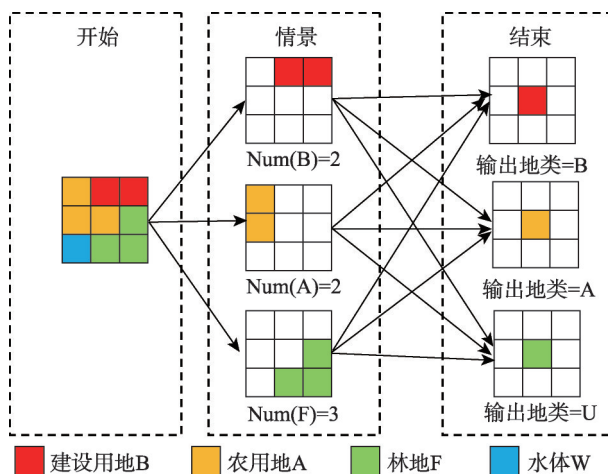 开始
情景
结束
Num(B)=2
输出地类=B
Num(A)=2
输出地类=A
Num(F)=3
输出地类=U
建设用地B
农用地A
林地F
水体W